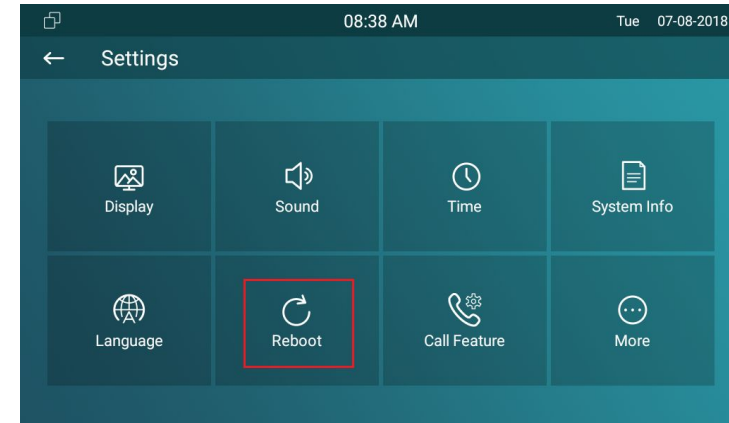 08:38 AM Tue 07-08-2018
Settings
Display Sound Time System Info
Language Reboot Call Feature More